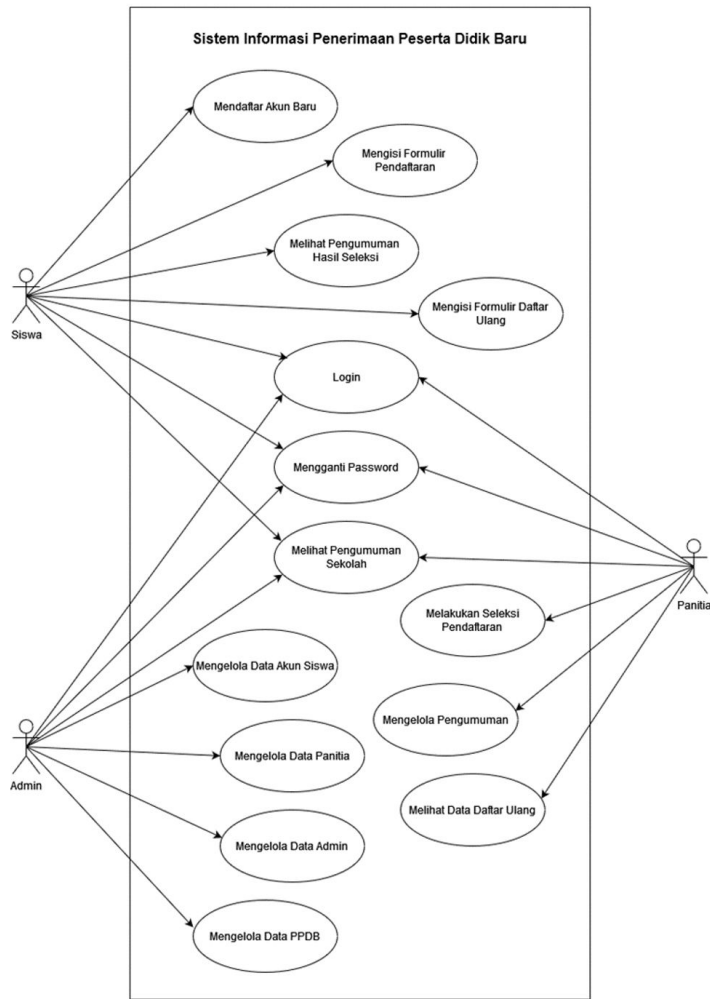 Sistem Informasi Penerimaan Peserta Didik Baru
Mendaftar Akun Baru
Mengisi Formulir
Pendaftaran
Melihat Pengumuman
Hasil Seleksi
Siswa
Mengisi Formulir Daftar
Ulang
Login
Mengganti Password
Melihat Pengumuman
Sekolah
Panitia
Melakukan Seleksi
Pendaftaran
Mengelola Data Akun Siswa
Mengelola Pengumuman
Admin
Mengelola Data Panitia
Melihat Data Daftar Ulang
Mengelola Data Admin
Mengelola Data PPDB